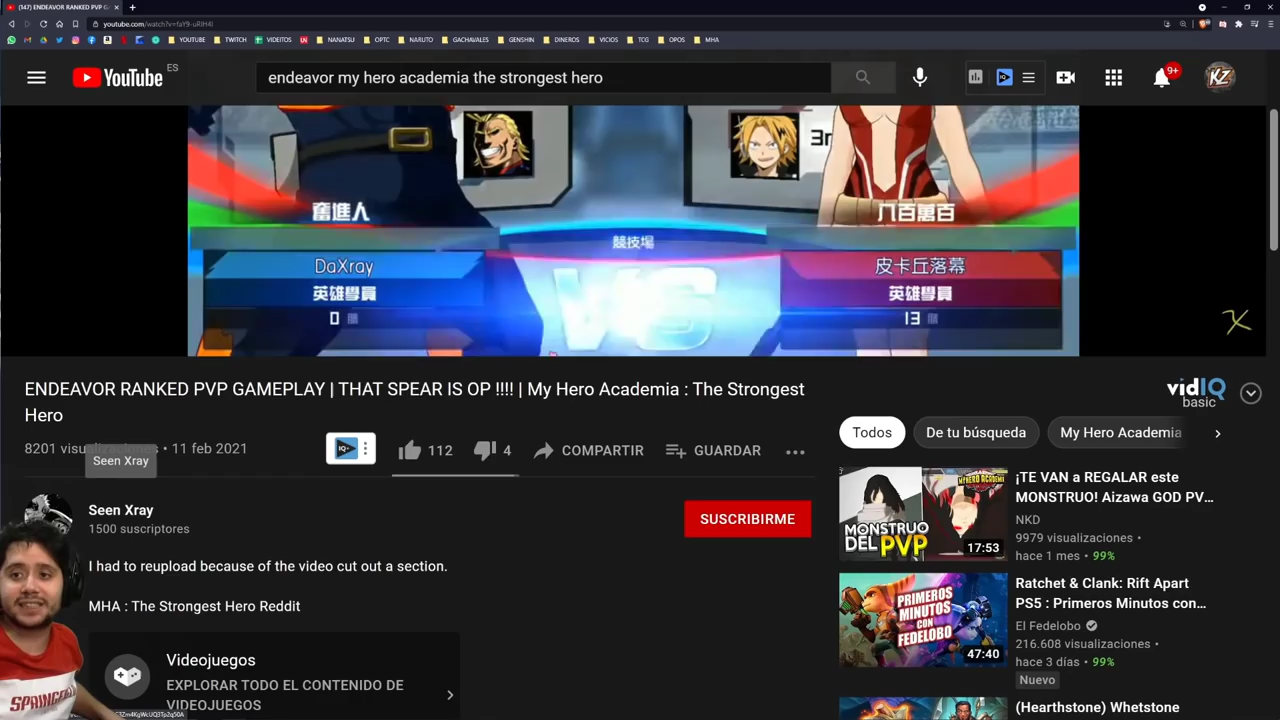 (147) ENDEAVOR RANKED PVP G
youtube.com/watch?v=faY9-uRlH4I
YOUTUBE
TWITCH
VIDEITOS
NANATSU
OPTC
NARUTO
GACHAVALES
GENSHIN
DINEROS
VICIOS
TCG
OPOS
MHA
YouTube ES
endeavor my hero academia the strongest hero
9+
KZ
3r
奮進人
八百萬百
競技場
DaXray
皮卡丘落幕
英雄學員
英雄學員
0 勝
13 勝
VS
ENDEAVOR RANKED PVP GAMEPLAY | THAT SPEAR IS OP !!!! | My Hero Academia : The Strongest
Hero
vidIQ
basic
8201 visualizaciones • 11 feb 2021
112
4
COMPARTIR
GUARDAR
Seen Xray
Todos
De tu búsqueda
My Hero Academia
Seen Xray
1500 suscriptores
SUSCRIBIRME
I had to reupload because of the video cut out a section.
MHA : The Strongest Hero Reddit
Videojuegos
EXPLORAR TODO EL CONTENIDO DE
VIDEOJUEGOS
MONSTRUO
DEL PVP
17:53
¡TE VAN a REGALAR este
MONSTRUO! Aizawa GOD PV...
NKD
9979 visualizaciones •
hace 1 mes • 99%
PRIMEROS
MINUTOS
CON
FEDELOBO
47:40
Ratchet & Clank: Rift Apart
PS5 : Primeros Minutos con...
El Fedelobo
216.608 visualizaciones •
hace 3 días • 99%
Nuevo
(Hearthstone) Whetstone